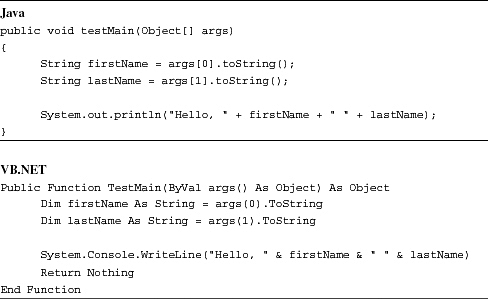 Java
public void testMain(Object[] args)
{
String firstName = args[0].toString();
String lastName = args[1].toString();
System.out.println("Hello, " + firstName + " " + lastName);
}
VB.NET
Public Function TestMain(ByVal args() As Object) As Object
Dim firstName As String = args(0).ToString
Dim lastName As String = args(1).ToString
System.Console.WriteLine("Hello, " & firstName & " " & lastName)
Return Nothing
End Function